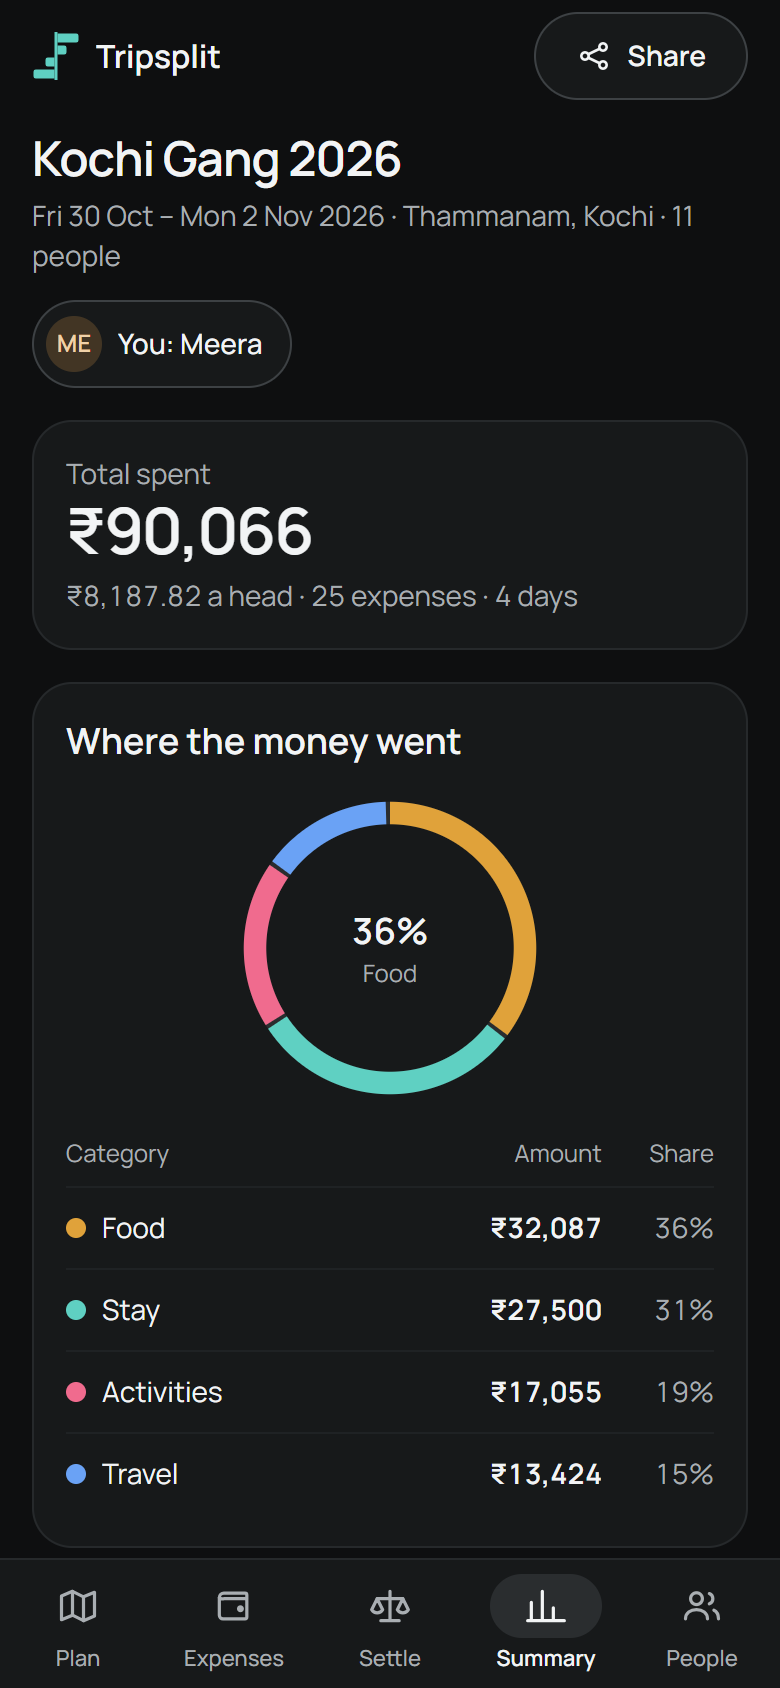 Tripsplit
Share
Kochi Gang 2026
Fri 30 Oct – Mon 2 Nov 2026 · Thammanam, Kochi · 11
people
ME You: Meera
Total spent
₹90,066
₹8,187.82 a head · 25 expenses · 4 days
Where the money went
36%
Food
Category Amount Share
Food ₹32,087 36%
Stay ₹27,500 31%
Activities ₹17,055 19%
Travel ₹13,424 15%
Plan Expenses Settle Summary People